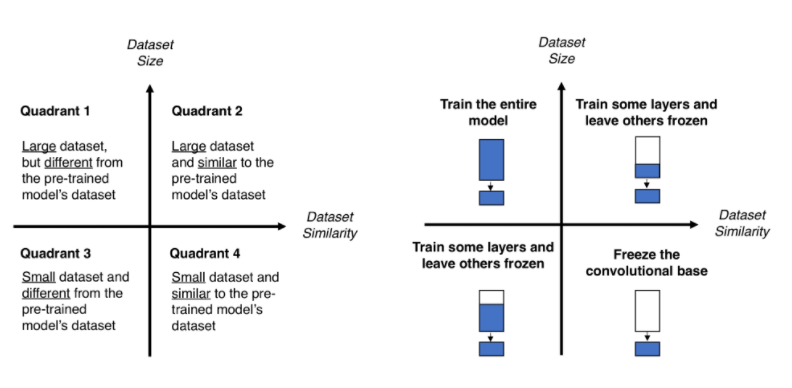 Dataset
Size
Quadrant 1
Large dataset,
but different from
the pre-trained
model's dataset
Quadrant 2
Large dataset
and similar to the
pre-trained
model's dataset
Dataset
Similarity
Quadrant 3
Small dataset and
different from the
pre-trained
model's dataset
Quadrant 4
Small dataset and
similar to the pre-
trained model's
dataset
Dataset
Size
Train the entire
model
Train some layers and
leave others frozen
Dataset
Similarity
Train some layers and
leave others frozen
Freeze the
convolutional base